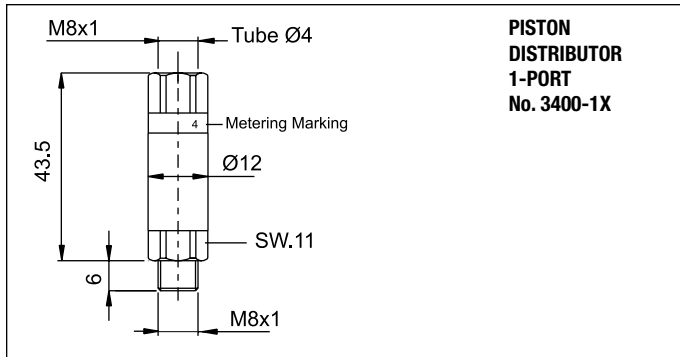 M8x1
Tube Ø4
PISTON
DISTRIBUTOR
1-PORT
No. 3400-1X
4
Metering Marking
43.5
Ø12
SW.11
6
M8x1